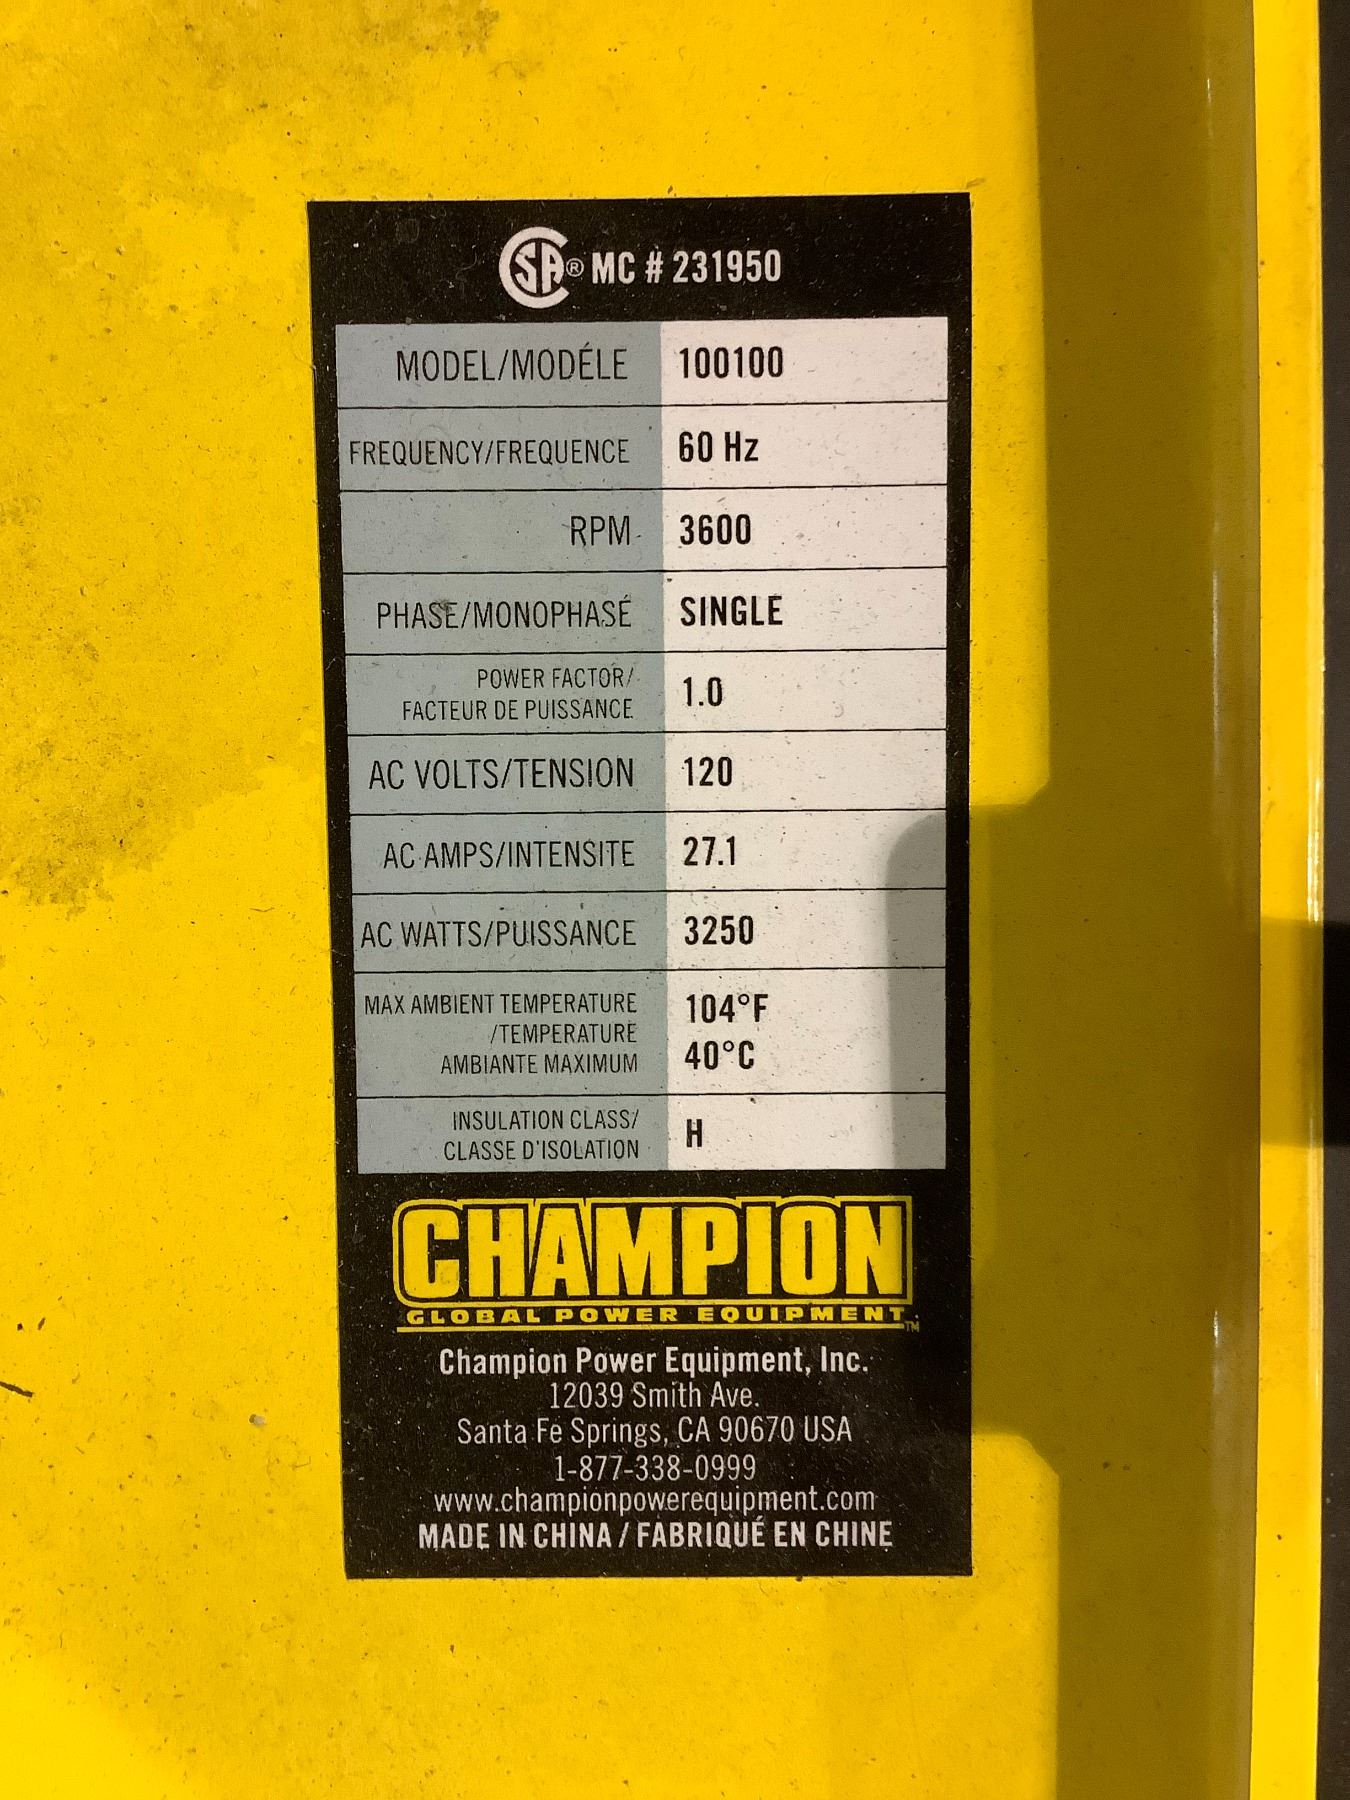 CSA® MC # 231950
MODEL/MODÉLE 100100
FREQUENCY/FREQUENCE 60 Hz
RPM 3600
PHASE/MONOPHASÉ SINGLE
POWER FACTOR/
FACTEUR DE PUISSANCE 1.0
AC VOLTS/TENSION 120
AC AMPS/INTENSITE 27.1
AC WATTS/PUISSANCE 3250
MAX AMBIENT TEMPERATURE 104°F
/TEMPERATURE
AMBIANTE MAXIMUM 40°C
INSULATION CLASS/
CLASSE D'ISOLATION H
CHAMPION
GLOBAL POWER EQUIPMENT™
Champion Power Equipment, Inc.
12039 Smith Ave.
Santa Fe Springs, CA 90670 USA
1-877-338-0999
www.championpowerequipment.com
MADE IN CHINA / FABRIQUÉ EN CHINE